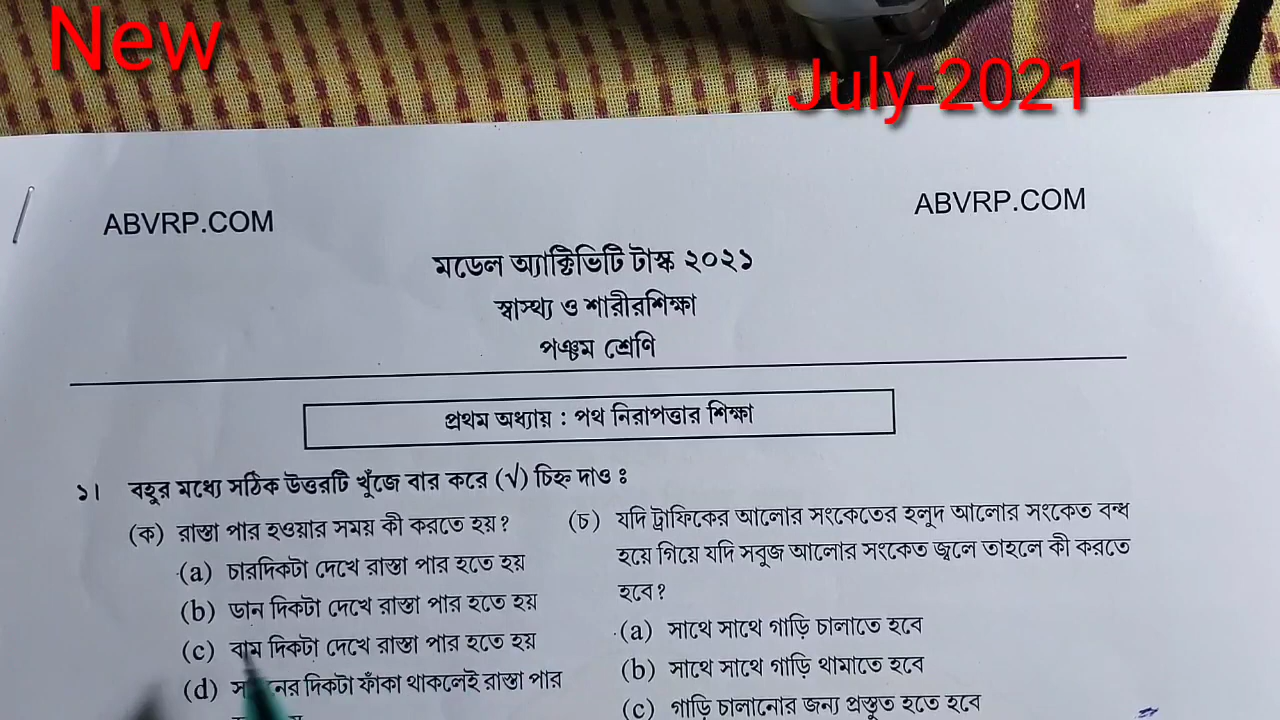 New
July-2021
ABVRP.COM
ABVRP.COM
মডেল অ্যাক্টিভিটি টাস্ক ২০২১
স্বাস্থ্য ও শারীরশিক্ষা
পঞ্চম শ্রেণি
প্রথম অধ্যায় : পথ নিরাপত্তার শিক্ষা
১। বহুর মধ্যে সঠিক উত্তরটি খুঁজে বার করে (√) চিহ্ন দাও ঃ
(ক) রাস্তা পার হওয়ার সময় কী করতে হয়?
(a) চারদিকটা দেখে রাস্তা পার হতে হয়
(b) ডান দিকটা দেখে রাস্তা পার হতে হয়
(c) বাম দিকটা দেখে রাস্তা পার হতে হয়
(d) দিকটা ফাঁকা থাকলেই রাস্তা পার
(চ) যদি ট্রাফিকের আলোর সংকেতের হলুদ আলোর সংকেত বন্ধ
হয়ে গিয়ে যদি সবুজ আলোর সংকেত জ্বলে তাহলে কী করতে
হবে?
(a) সাথে সাথে গাড়ি চালাতে হবে
(b) সাথে সাথে গাড়ি থামাতে হবে
(c) গাড়ি চালানোর জন্য প্রস্তুত হতে হবে